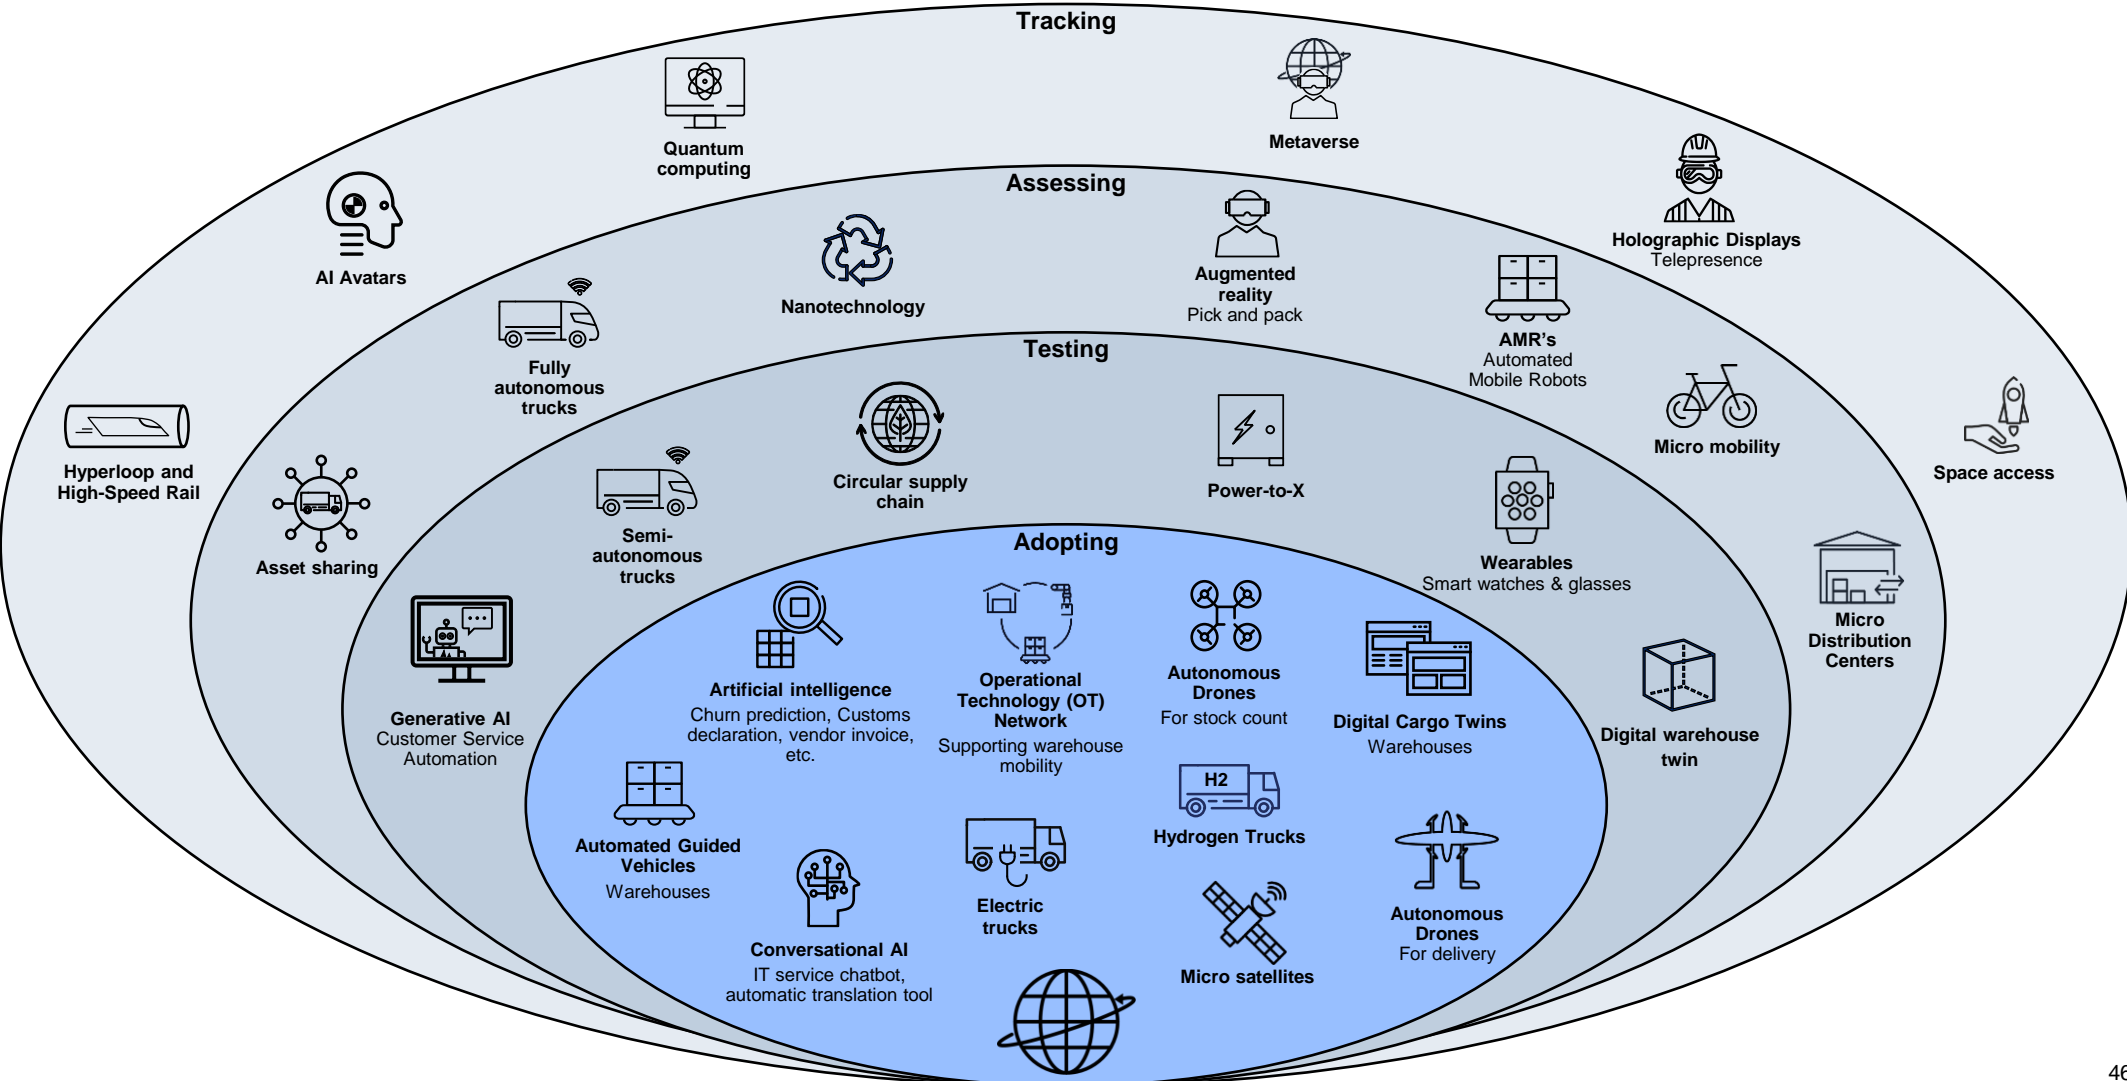 Tracking
Quantum
computing
Metaverse
AI Avatars
Holographic Displays
Telepresence
Hyperloop and
High-Speed Rail
Space access
Assessing
Nanotechnology
Augmented
reality
Pick and pack
Fully
autonomous
trucks
AMR's
Automated
Mobile Robots
Micro mobility
Asset sharing
Micro
Distribution
Centers
Testing
Circular supply
chain
Power-to-X
Semi-
autonomous
trucks
Wearables
Smart watches & glasses
Generative AI
Customer Service
Automation
Digital warehouse
twin
Adopting
Artificial intelligence
Churn prediction, Customs
declaration, vendor invoice,
etc.
Operational
Technology (OT)
Network
Supporting warehouse
mobility
Autonomous
Drones
For stock count
Digital Cargo Twins
Warehouses
Automated Guided
Vehicles
Warehouses
H2
Hydrogen Trucks
Electric
trucks
Conversational AI
IT service chatbot,
automatic translation tool
Micro satellites
Autonomous
Drones
For delivery